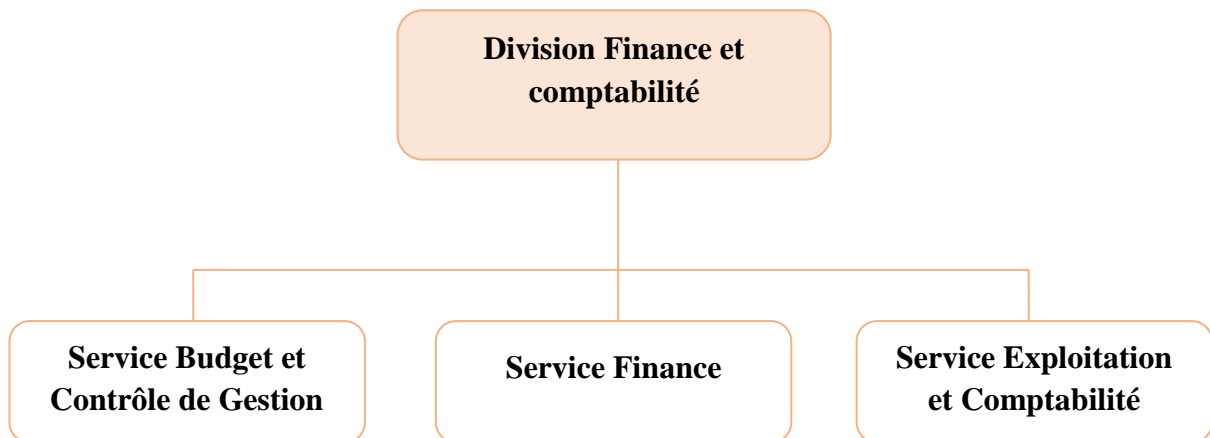 Division Finance et
comptabilité
Service Budget et
Contrôle de Gestion
Service Finance
Service Exploitation
et Comptabilité